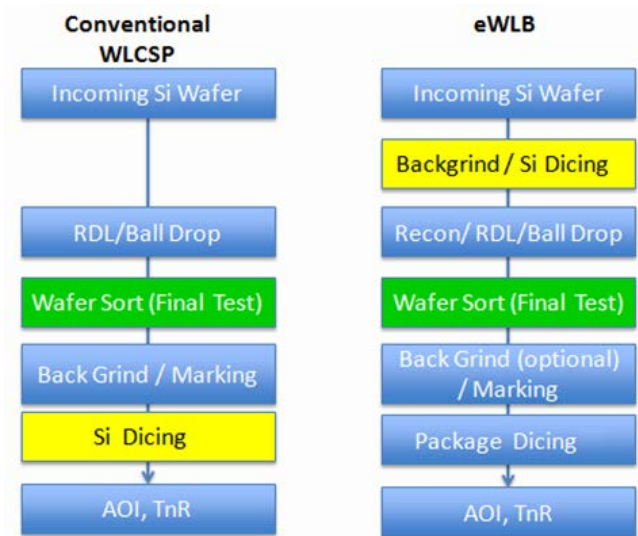 Conventional
WLCSP
Incoming Si Wafer
RDL/Ball Drop
Wafer Sort (Final Test)
Back Grind / Marking
Si Dicing
AOI, TnR
eWLB
Incoming Si Wafer
Backgrind / Si Dicing
Recon/ RDL/Ball Drop
Wafer Sort (Final Test)
Back Grind (optional)
/ Marking
Package Dicing
AOI, TnR